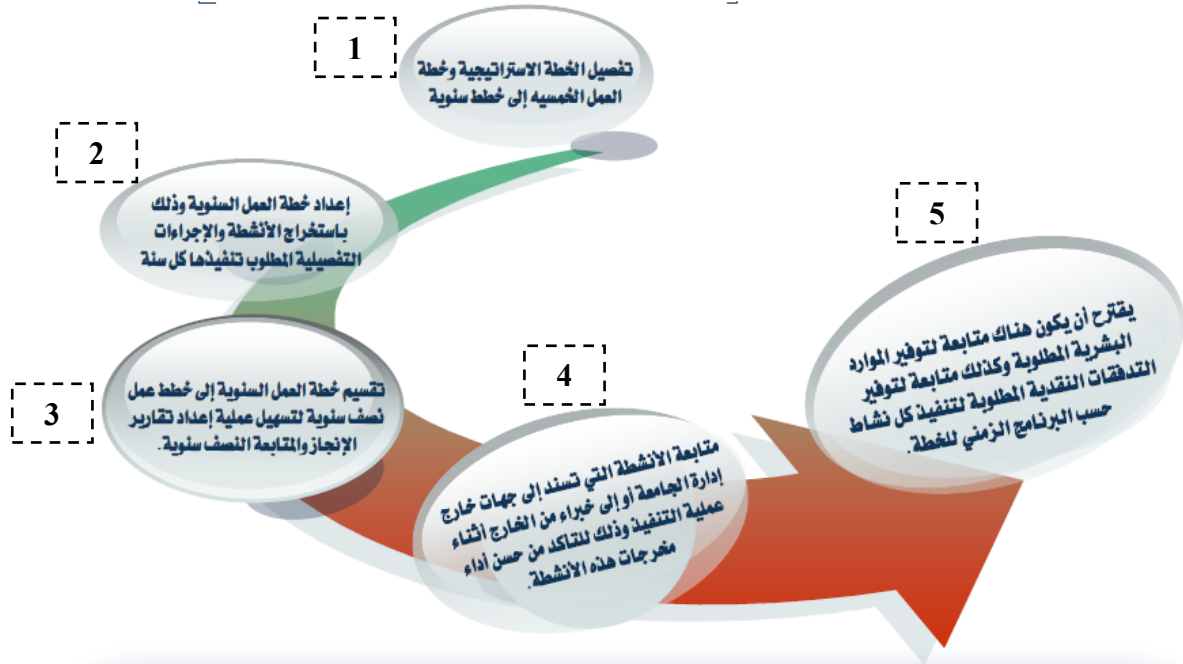 1
تفصيل الخطة الاستراتيجية وخطة
العمل الخمسيه إلى خطط سنوية
2
إعداد خطة العمل السنوية وذلك
باستخراج الأنشطة والإجراءات
التفصيلية المطلوب تنفيذها كل سنة
3
تقسيم خطة العمل السنوية إلى خطط عمل
نصف سنوية لتسهيل عملية إعداد تقارير
الإنجاز والمتابعة النصف سنوية.
4
متابعة الأنشطة التي تسند إلى جهات خارج
إدارة الجامعة أو إلى خبراء من الخارج أثناء
عملية التنفيذ وذلك للتأكد من حسن أداء
مخرجات هذه الأنشطة.
5
يقترح أن يكون هناك متابعة لتوفير الموارد
البشرية المطلوبة وكذلك متابعة لتوفير
التدفقات النقدية المطلوبة لتنفيذ كل نشاط
حسب البرنامج الزمني للخطة.